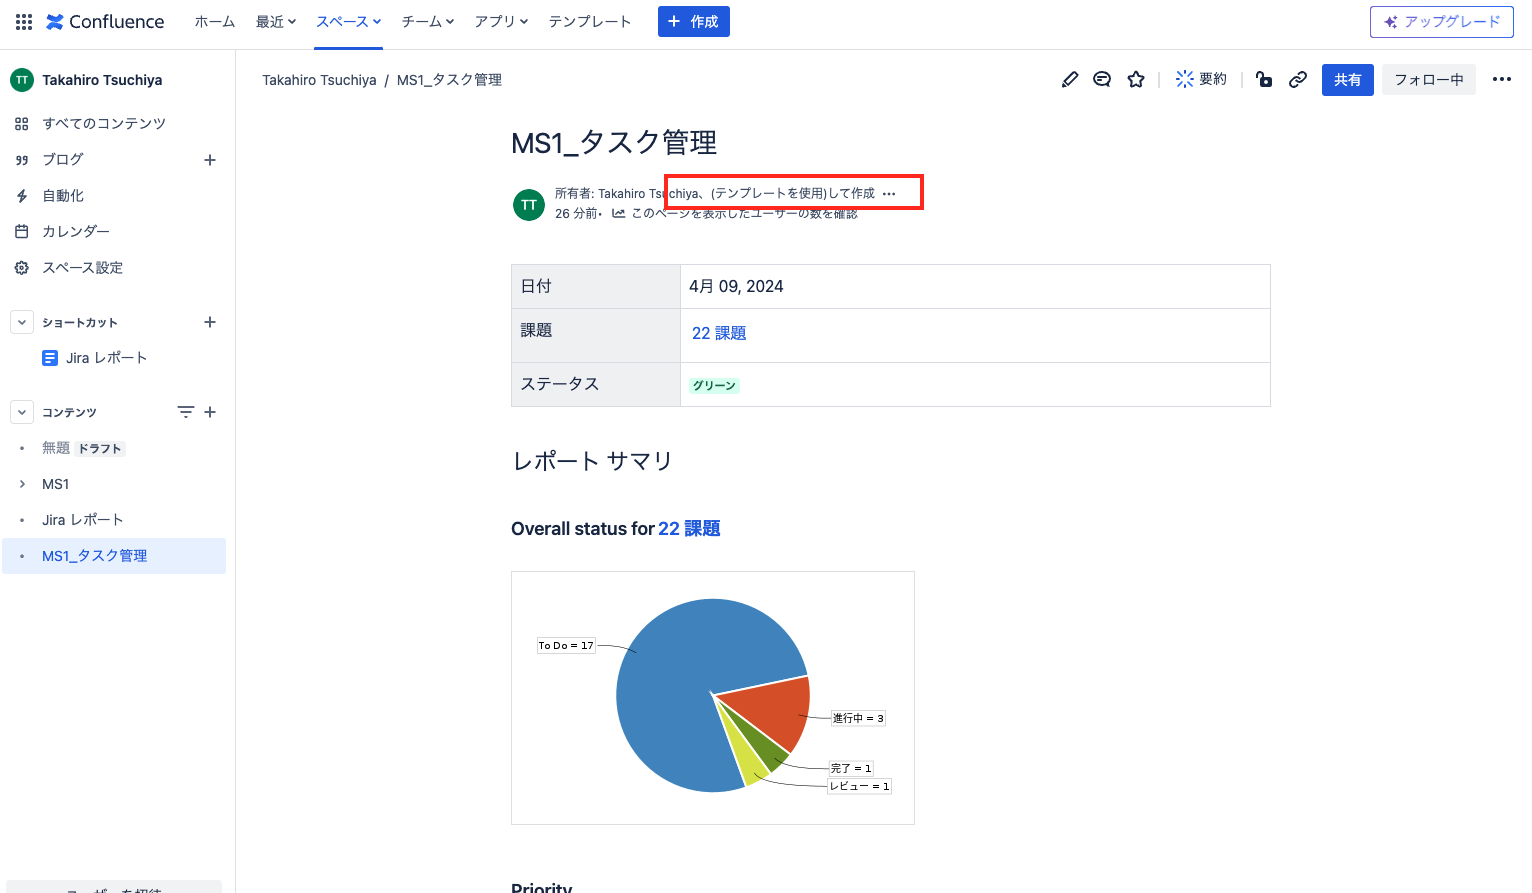 Confluence
ホーム
最近
スペース
チーム
アプリ
テンプレート
+ 作成
アップグレード
TT Takahiro Tsuchiya
すべてのコンテンツ
ブログ
自動化
カレンダー
スペース設定
ショートカット
Jira レポート
コンテンツ
無題 ドラフト
MS1
Jira レポート
MS1_タスク管理
Takahiro Tsuchiya / MS1_タスク管理
要約
共有
フォロー中
MS1_タスク管理
TT
所有者: Takahiro Tsuchiya、(テンプレートを使用)して作成 •••
26 分前• このページを表示したユーザーの数を確認
日付 4月 09, 2024
課題 22 課題
ステータス グリーン
レポート サマリ
Overall status for 22 課題
To Do = 17
進行中 = 3
完了 = 1
レビュー = 1
Priority